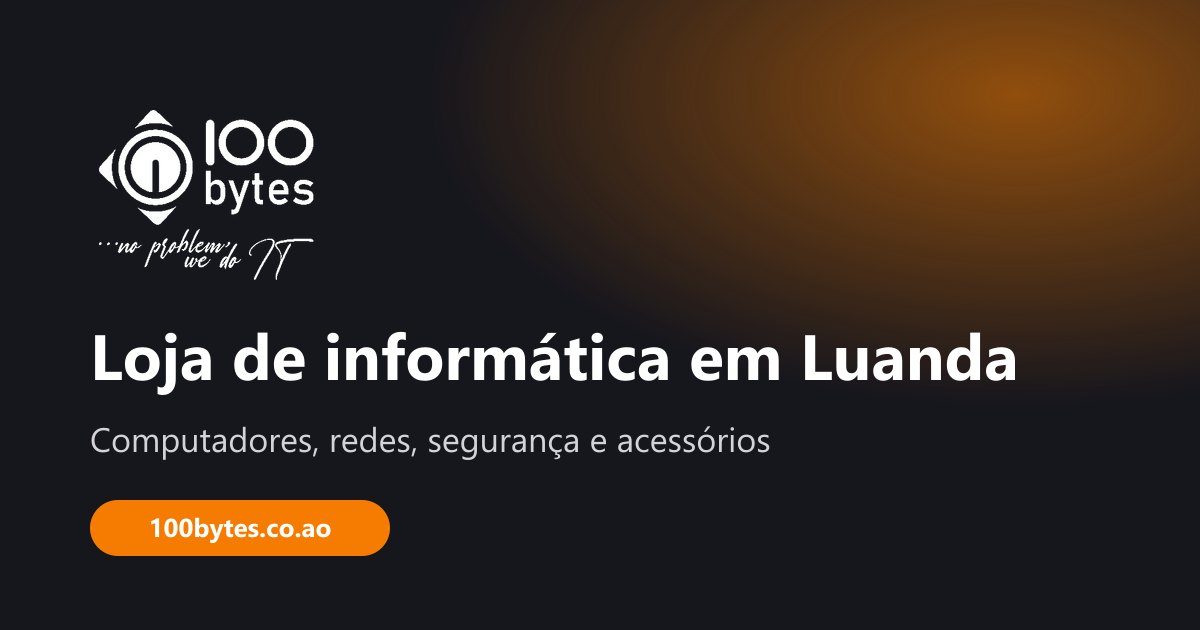 100
bytes
...no problem,
we do IT
Loja de informática em Luanda
Computadores, redes, segurança e acessórios
100bytes.co.ao